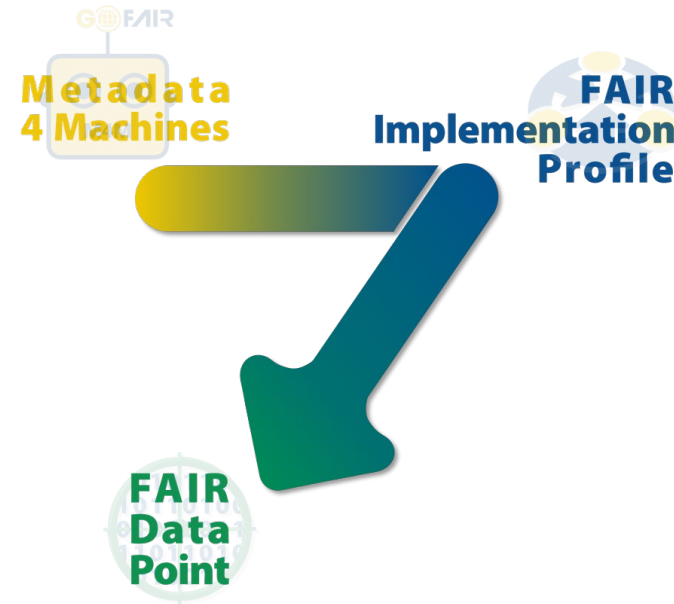 GO FAIR
Metadata
4 Machines
FAIR
Implementation
Profile
FAIR
Data
Point